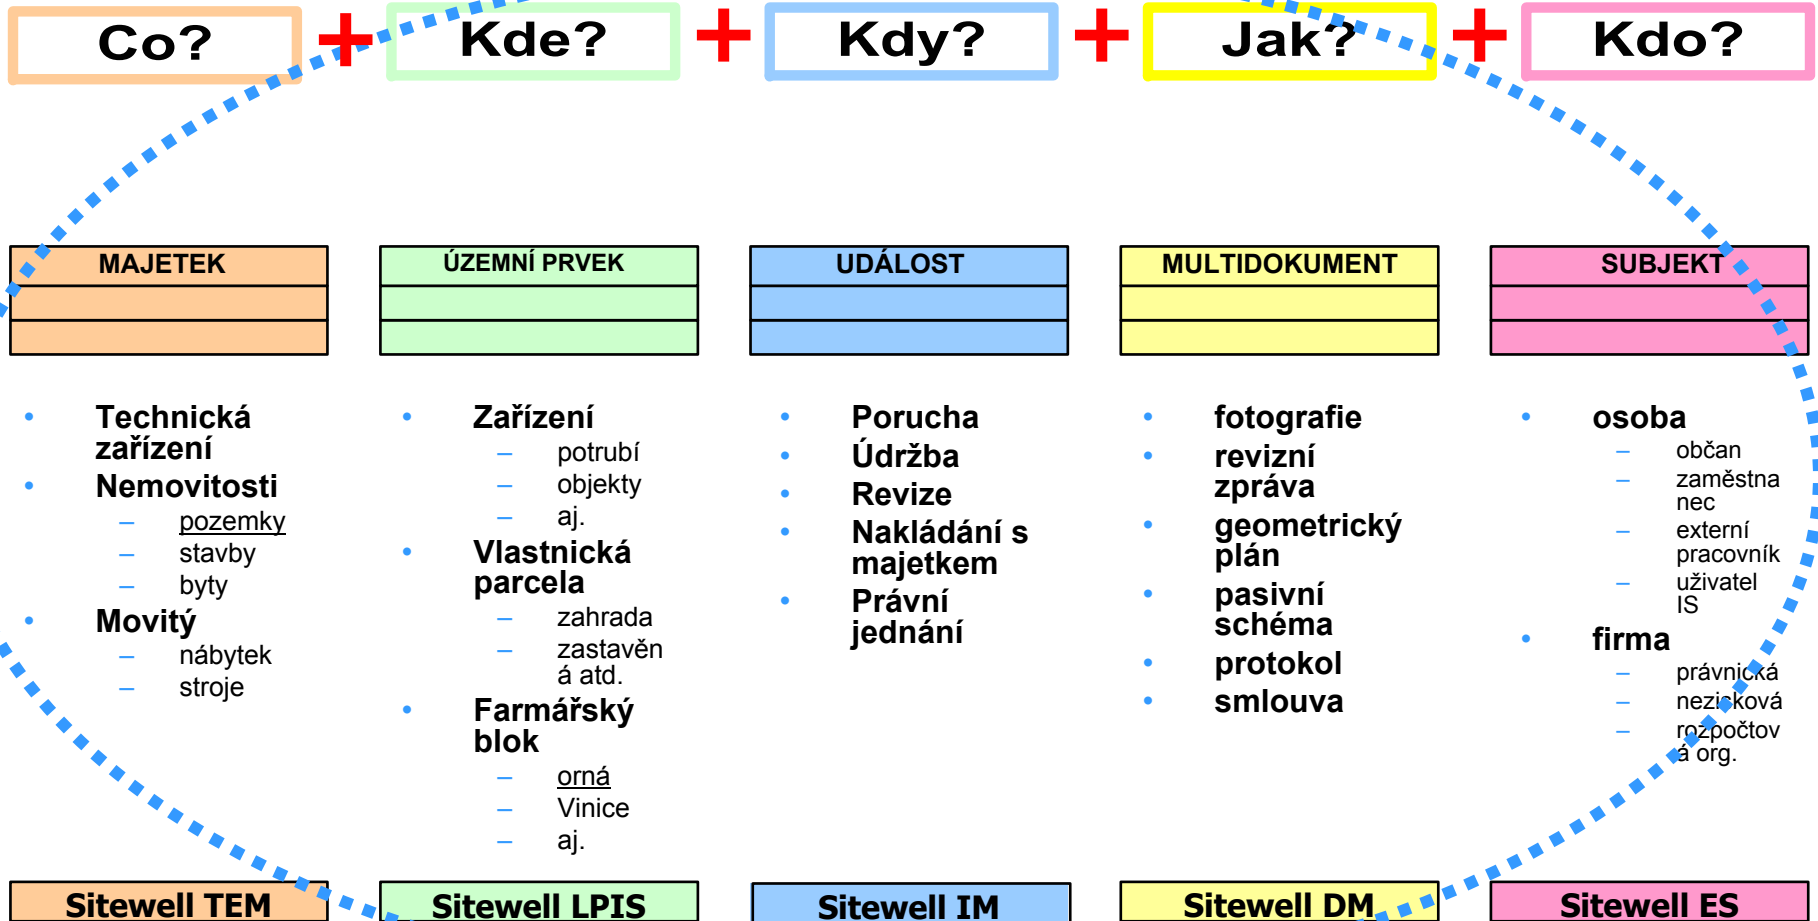 Co? + Kde? + Kdy? + Jak? + Kdo?
MAJETEK
• Technická
zařízení
• Nemovitosti
– pozemky
– stavby
– byty
• Movitý
– nábytek
– stroje
Sitewell TEM
ÚZEMNÍ PRVEK
• Zařízení
– potrubí
– objekty
– aj.
• Vlastnická
parcela
– zahrada
– zastavěn
á atd.
• Farmářský
blok
– orná
– Vinice
– aj.
Sitewell LPIS
UDÁLOST
• Porucha
• Údržba
• Revize
• Nakládání s
majetkem
• Právní
jednání
Sitewell IM
MULTIDOKUMENT
• fotografie
• revizní
zpráva
• geometrický
plán
• pasivní
schéma
• protokol
• smlouva
Sitewell DM
SUBJEKT
• osoba
– občan
– zaměstna
nec
– externí
pracovník
– uživatel
IS
• firma
– právnická
– nezisková
– rozpočtov
á org.
Sitewell ES